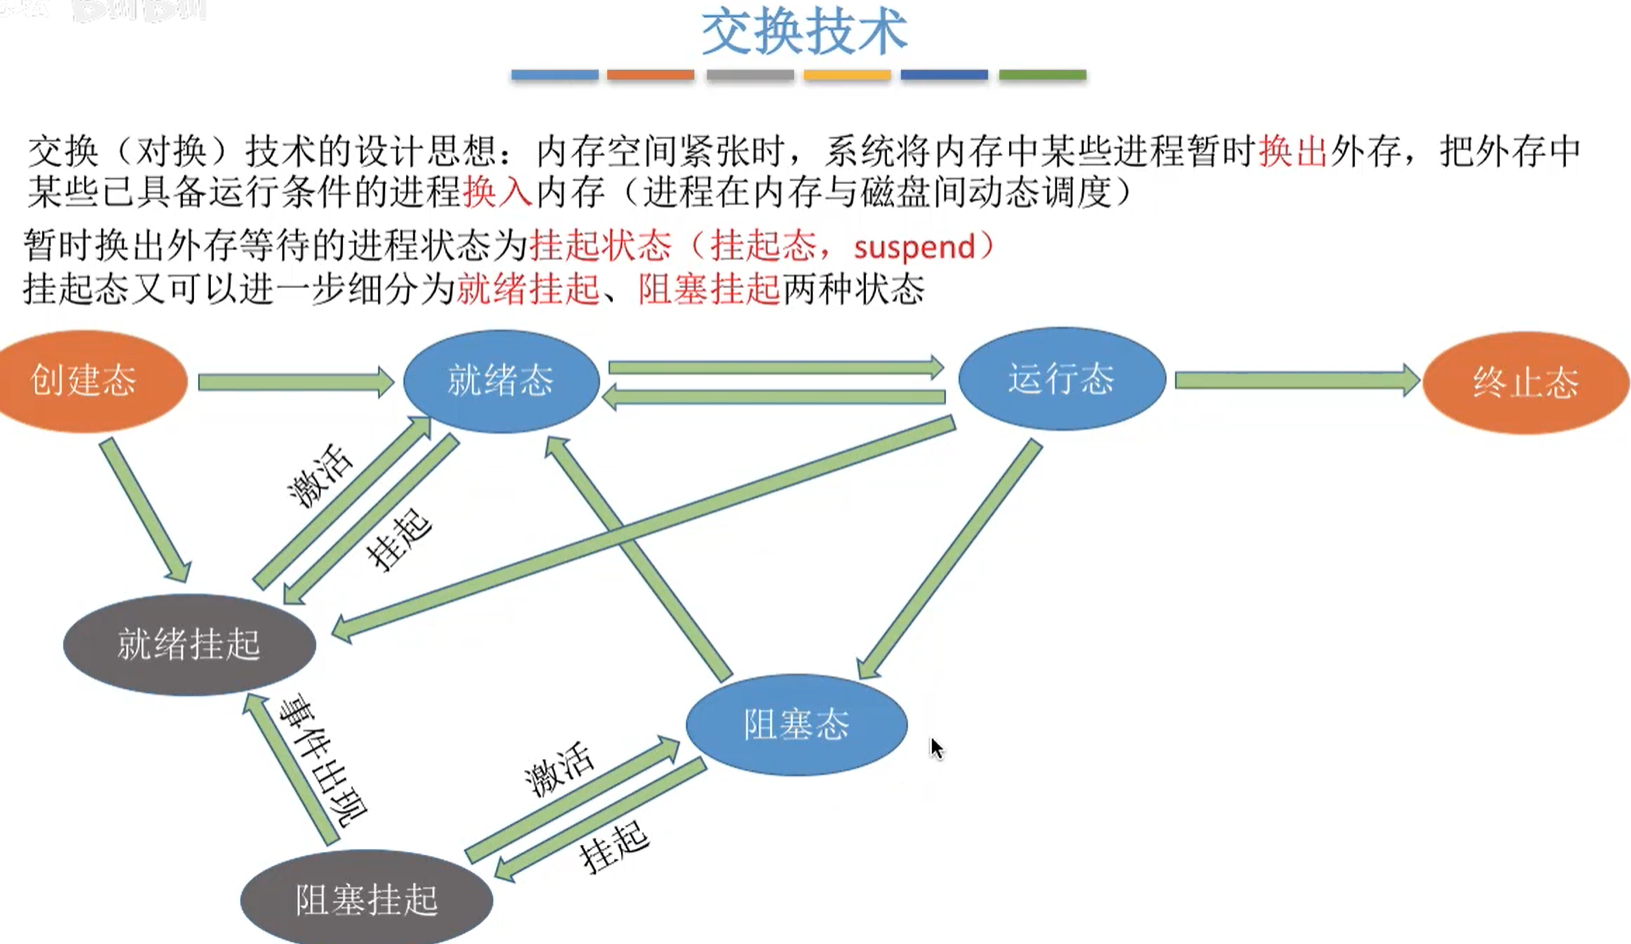 交换技术
交换（对换）技术的设计思想：内存空间紧张时，系统将内存中某些进程暂时换出外存，把外存中
某些已具备运行条件的进程换入内存（进程在内存与磁盘间动态调度）
暂时换出外存等待的进程状态为挂起状态（挂起态，suspend）
挂起态又可以进一步细分为就绪挂起、阻塞挂起两种状态
创建态
就绪态
运行态
终止态
激活
挂起
就绪挂起
事件出现
阻塞态
激活
挂起
阻塞挂起